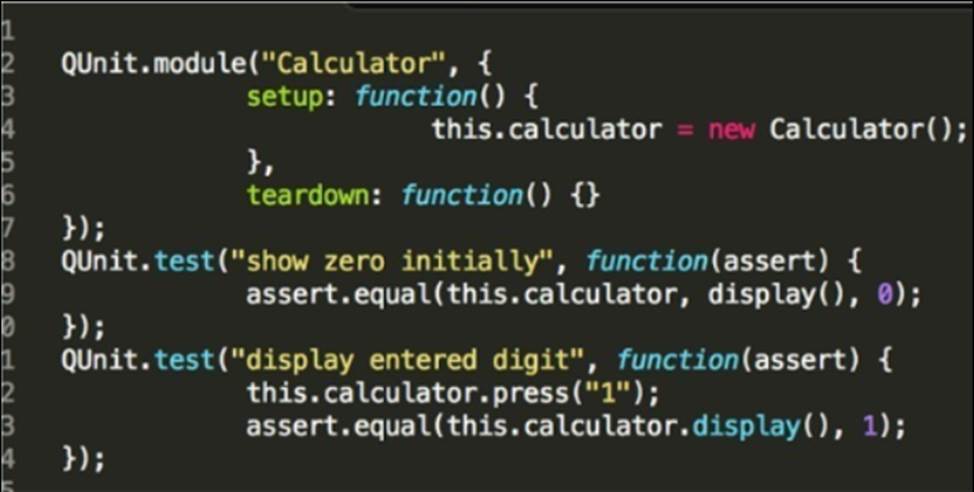 1
2 QUnit.module("Calculator", {
3 setup: function() {
4 this.calculator = new Calculator();
5 },
6 teardown: function() {}
7 });
8 QUnit.test("show zero initially", function(assert) {
9 assert.equal(this.calculator, display(), 0);
0 });
1 QUnit.test("display entered digit", function(assert) {
2 this.calculator.press("1");
3 assert.equal(this.calculator.display(), 1);
4 });
5